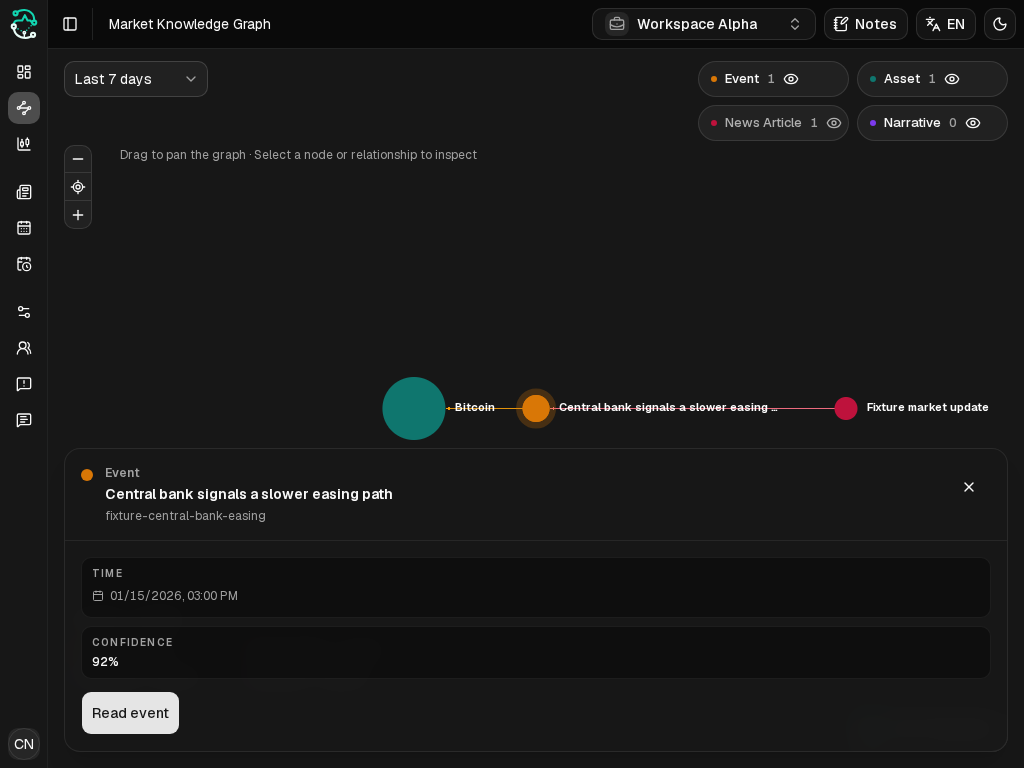 Market Knowledge Graph
Workspace Alpha
Notes
EN
Last 7 days
Event 1
Asset 1
News Article 1
Narrative 0
Drag to pan the graph · Select a node or relationship to inspect
Bitcoin
Central bank signals a slower easing …
Fixture market update
Event
Central bank signals a slower easing path
fixture-central-bank-easing
TIME
01/15/2026, 03:00 PM
CONFIDENCE
92%
Read event
CN